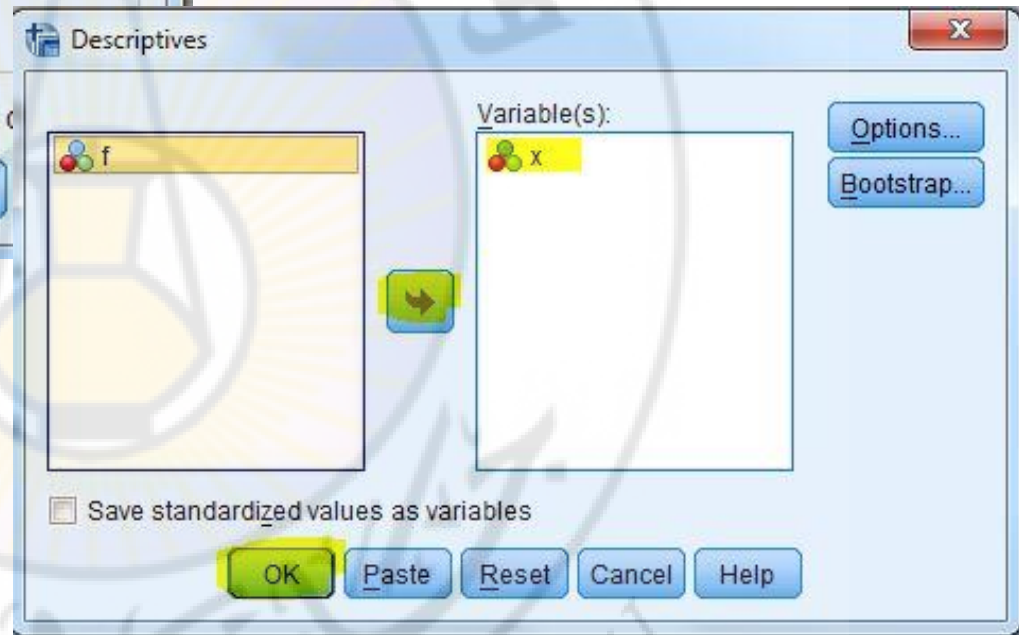 Descriptives
Variable(s):
f
x
Options...
Bootstrap...
Save standardized values as variables
OK
Paste
Reset
Cancel
Help